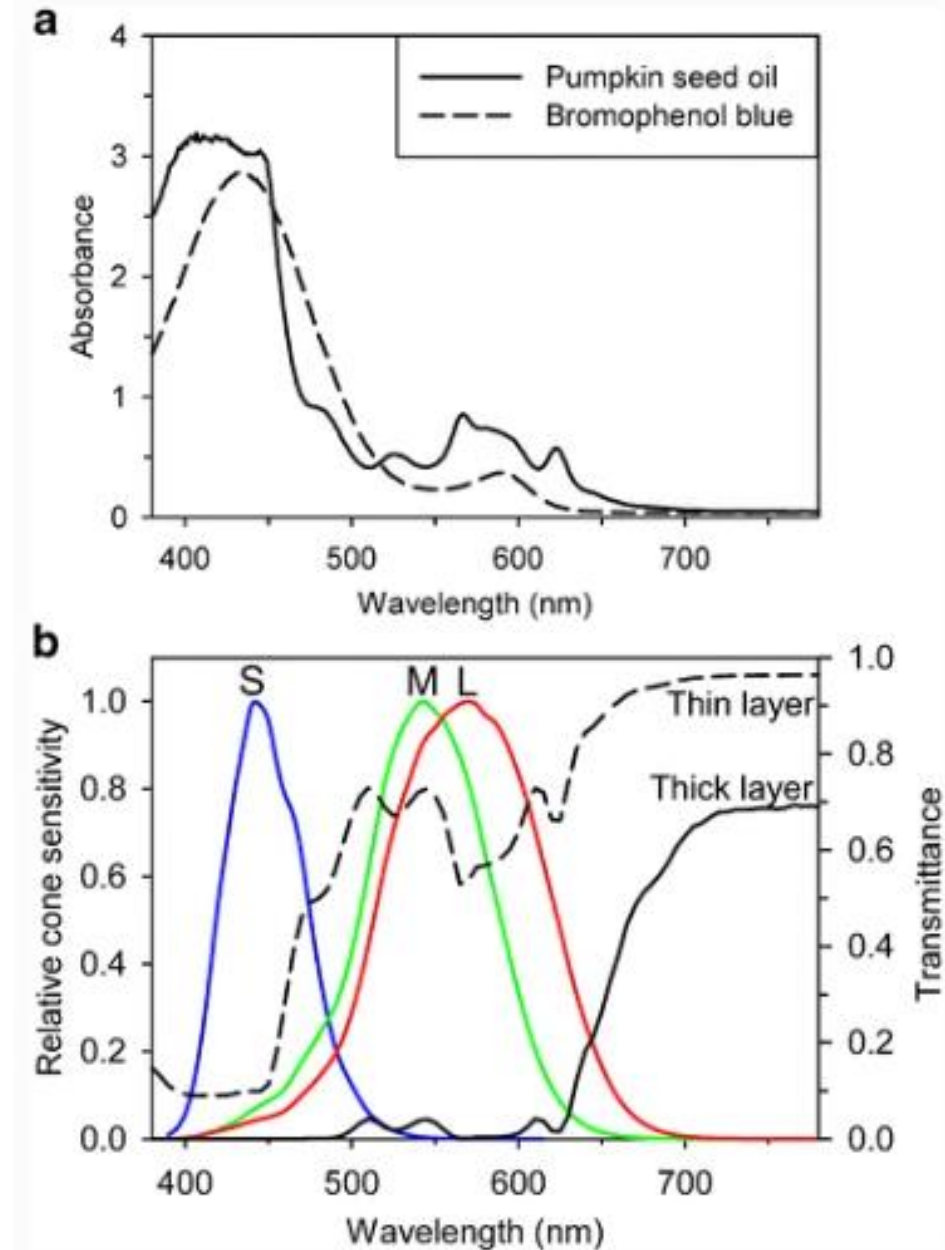 a
4
3
2
1
0
Absorbance
Pumpkin seed oil
Bromophenol blue
400 500 600 700
Wavelength (nm)
b
S M L
1.0
0.8
0.6
0.4
0.2
0.0
Relative cone sensitivity
Thin layer
Thick layer
1.0
0.8
0.6
0.4
0.2
0.0
Transmittance
400 500 600 700
Wavelength (nm)